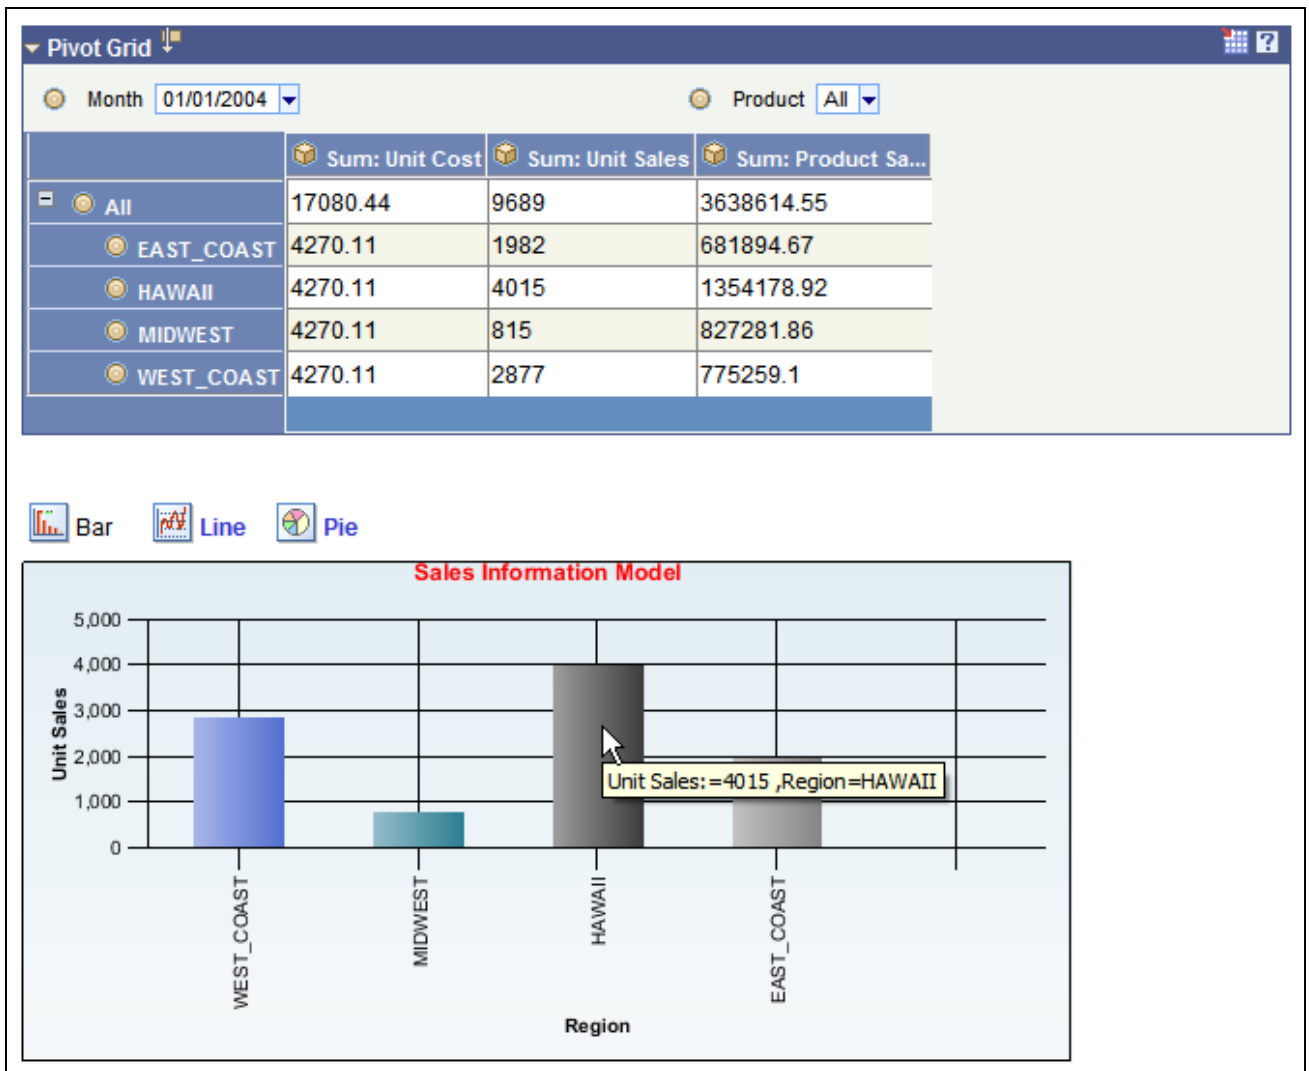 Pivot Grid
Month 01/01/2004 Product All
Sum: Unit Cost Sum: Unit Sales Sum: Product Sa...
All 17080.44 9689 3638614.55
EAST_COAST 4270.11 1982 681894.67
HAWAII 4270.11 4015 1354178.92
MIDWEST 4270.11 815 827281.86
WEST_COAST 4270.11 2877 775259.1
Bar Line Pie
Sales Information Model
5,000
4,000
3,000
2,000
1,000
0
Unit Sales
Unit Sales:=4015 ,Region=HAWAII
WEST_COAST
MIDWEST
HAWAII
EAST_COAST
Region